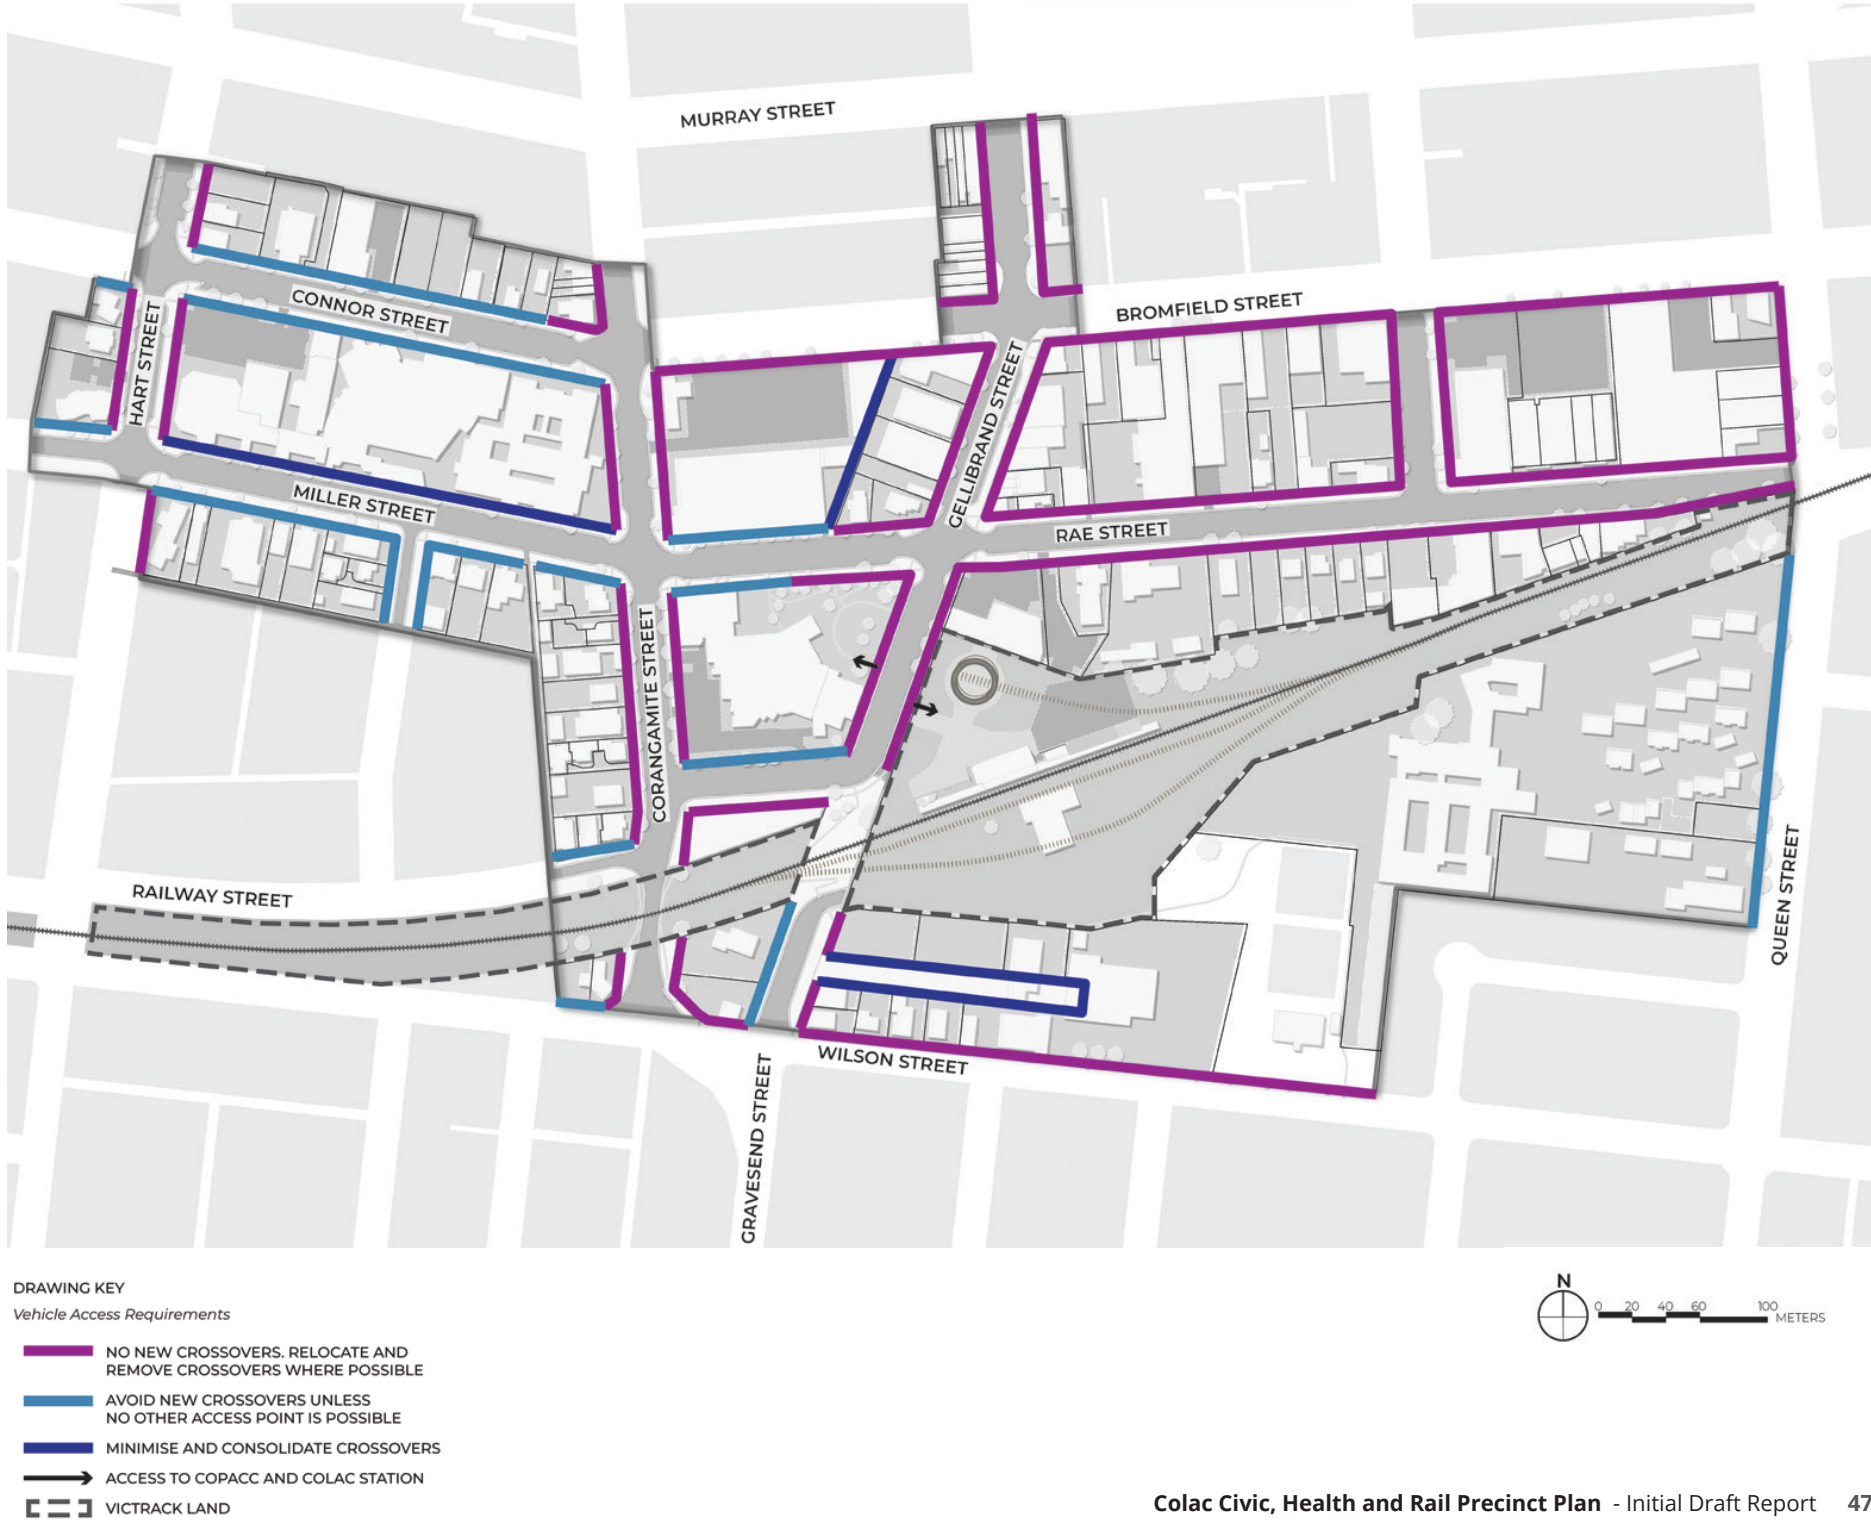 MURRAY STREET
CONNOR STREET
BROMFIELD STREET
HART STREET
GELLIBRAND STREET
MILLER STREET
RAE STREET
CORANGAMITE STREET
QUEEN STREET
RAILWAY STREET
WILSON STREET
GRAVESEND STREET
DRAWING KEY
Vehicle Access Requirements
NO NEW CROSSOVERS. RELOCATE AND
REMOVE CROSSOVERS WHERE POSSIBLE
AVOID NEW CROSSOVERS UNLESS
NO OTHER ACCESS POINT IS POSSIBLE
MINIMISE AND CONSOLIDATE CROSSOVERS
ACCESS TO COPACC AND COLAC STATION
VICTRACK LAND
N
0 20 40 60 100
METERS
Colac Civic, Health and Rail Precinct Plan - Initial Draft Report 47